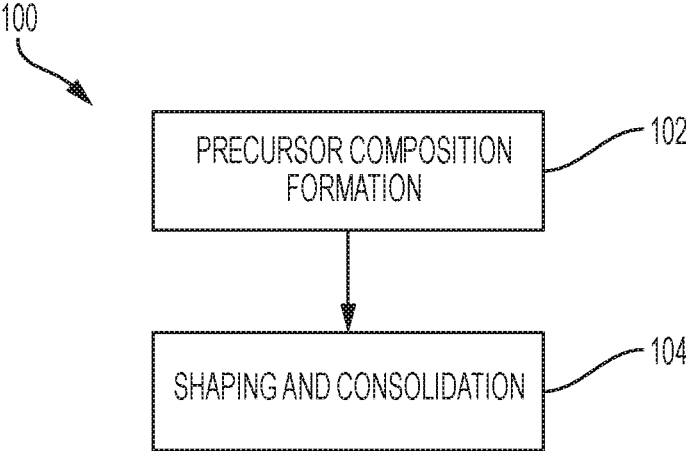 100
PRECURSOR COMPOSITION
FORMATION
102
SHAPING AND CONSOLIDATION
104